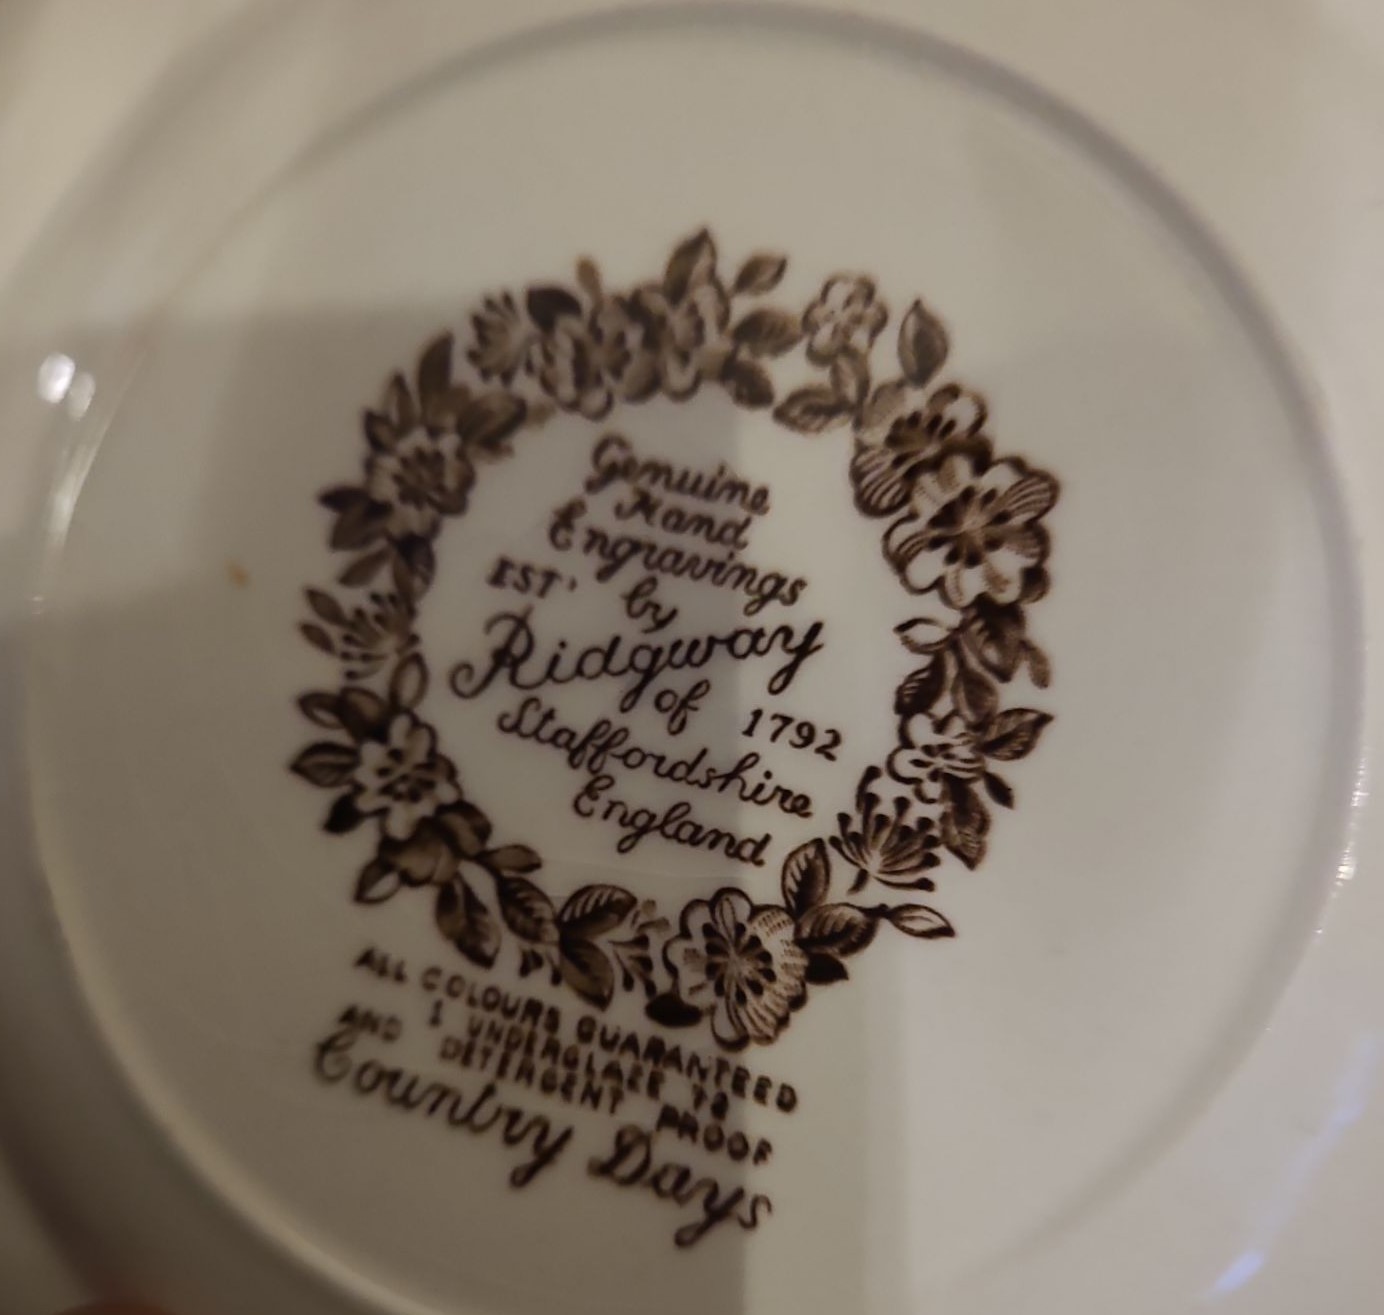 Genuine
Hand
Engravings
EST' by
Ridgway
of 1792
Staffordshire
England
ALL COLOURS GUARANTEED
UNDERGLAZE TO
AND DETERGENT PROOF
Country Days